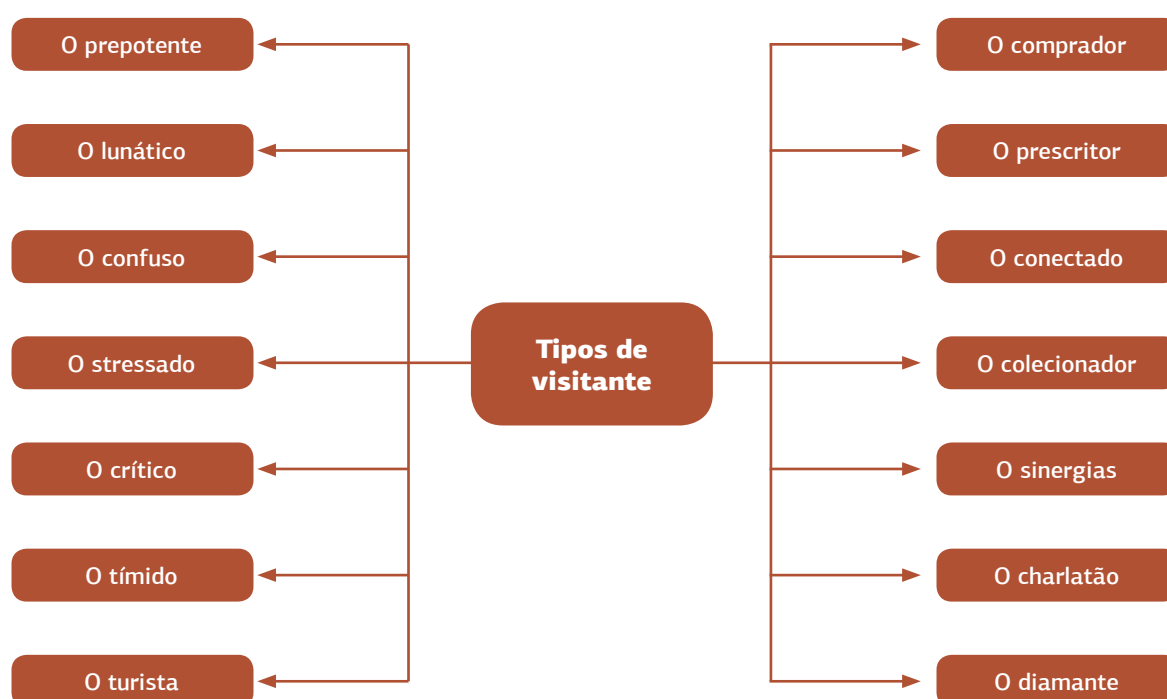 O prepotente
O lunático
O confuso
O stressado
O crítico
O tímido
O turista
Tipos de
visitante
O comprador
O prescritor
O conectado
O colecionador
O sinergias
O charlatão
O diamante